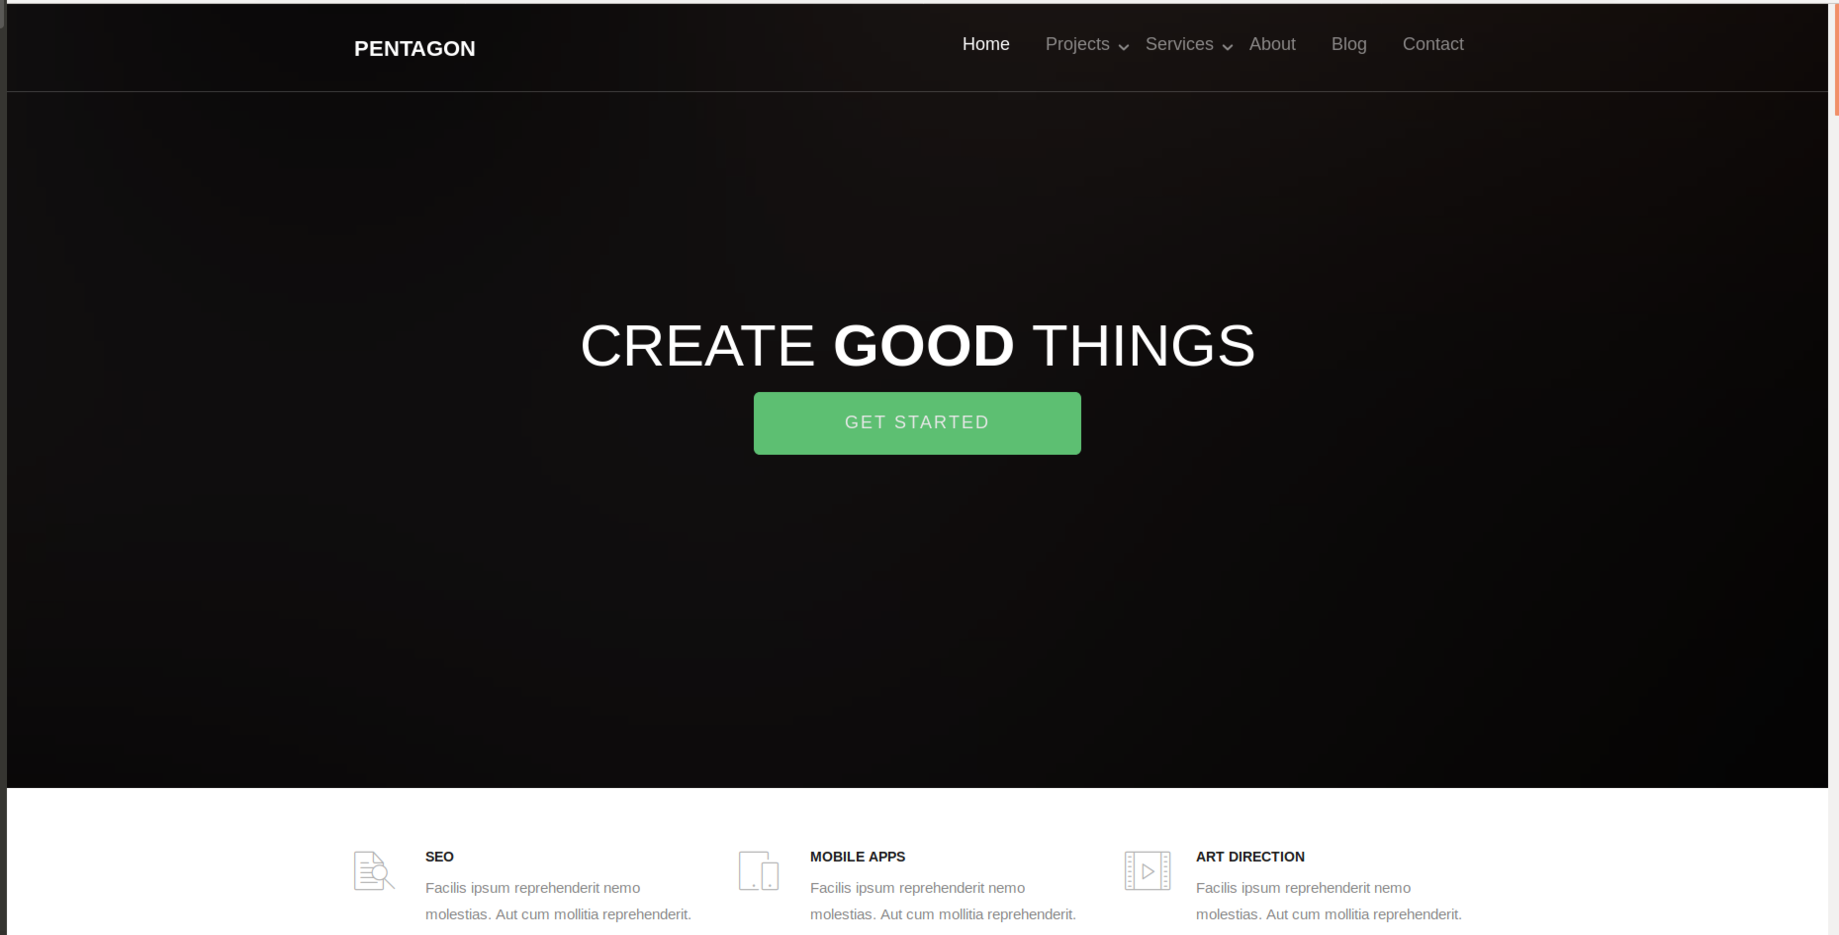 PENTAGON
Home Projects Services About Blog Contact
CREATE GOOD THINGS
GET STARTED
SEO
Facilis ipsum reprehenderit nemo
molestias. Aut cum mollitia reprehenderit.
MOBILE APPS
Facilis ipsum reprehenderit nemo
molestias. Aut cum mollitia reprehenderit.
ART DIRECTION
Facilis ipsum reprehenderit nemo
molestias. Aut cum mollitia reprehenderit.